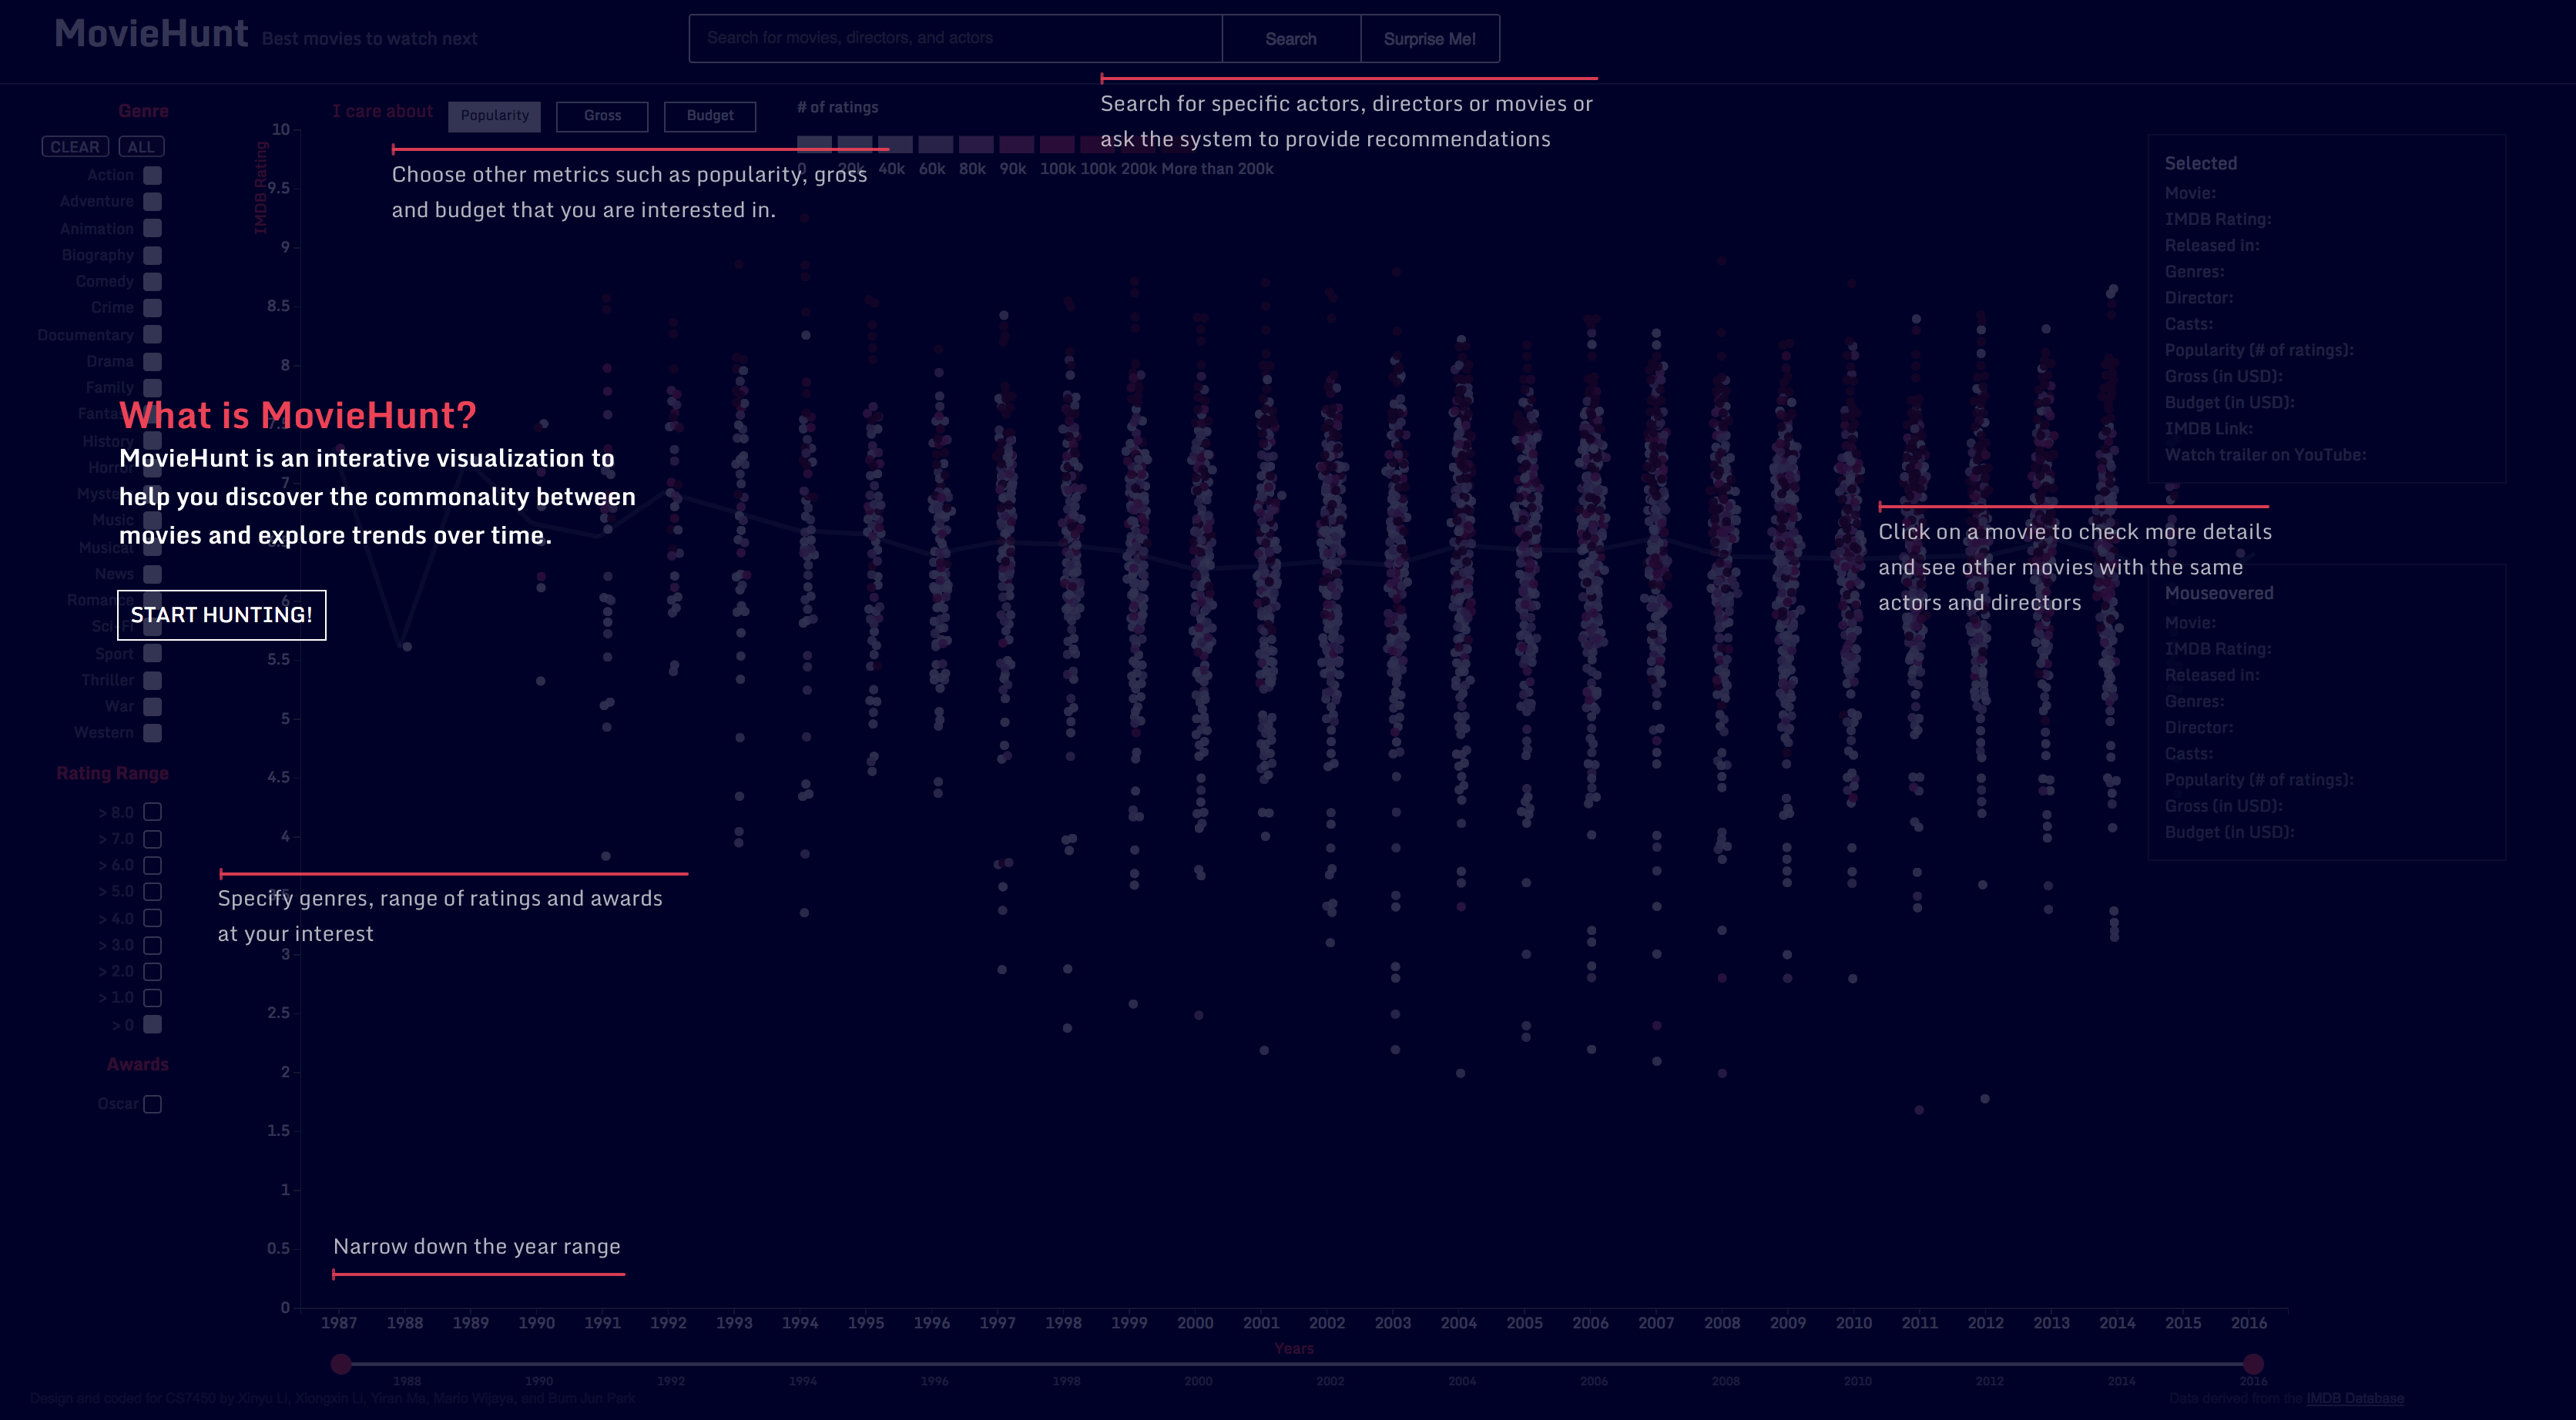 MovieHunt Best movies to watch next
Search for movies, directors, and actors
Search
Surprise Me!
Search for specific actors, directors or movies or
ask the system to provide recommendations
I care about
Popularity
Gross
Budget
# of ratings
0 20k 40k 60k 80k 90k 100k 100k 200k More than 200k
Choose other metrics such as popularity, gross
and budget that you are interested in.
Genre
CLEAR ALL
Action
Adventure
Animation
Biography
Comedy
Crime
Documentary
Drama
Family
History
Music
Musical
News
Romance
Sci-Fi
Sport
Thriller
War
Western
What is MovieHunt?
MovieHunt is an interative visualization to
help you discover the commonality between
movies and explore trends over time.
START HUNTING!
Rating Range
> 8.0
> 7.0
> 6.0
> 5.0
> 4.0
> 3.0
> 2.0
> 1.0
> 0
Awards
Oscar
Specify genres, range of ratings and awards
at your interest
IMDB Rating
10
9.5
9
8.5
8
7.5
7
6
5.5
5
4.5
4
3.5
3
2.5
2
1.5
1
0.5
0
Narrow down the year range
1987 1988 1989 1990 1991 1992 1993 1994 1995 1996 1997 1998 1999 2000 2001 2002 2003 2004 2005 2006 2007 2008 2009 2010 2011 2012 2013 2014 2015 2016
Years
1988 1990 1992 1994 1996 1998 2000 2002 2004 2006 2008 2010 2012 2014 2016
Selected
Movie:
IMDB Rating:
Released in:
Genres:
Director:
Casts:
Popularity (# of ratings):
Gross (in USD):
Budget (in USD):
IMDB Link:
Watch trailer on YouTube:
Click on a movie to check more details
and see other movies with the same
actors and directors
Mouseovered
Movie:
IMDB Rating:
Released in:
Genres:
Director:
Casts:
Popularity (# of ratings):
Gross (in USD):
Budget (in USD):
Design and coded for CS7450 by Xinyu Li, Xiongxin Li, Yiran Ma, Mario Wijaya, and Bum Jun Park
Data derived from the IMDB Database